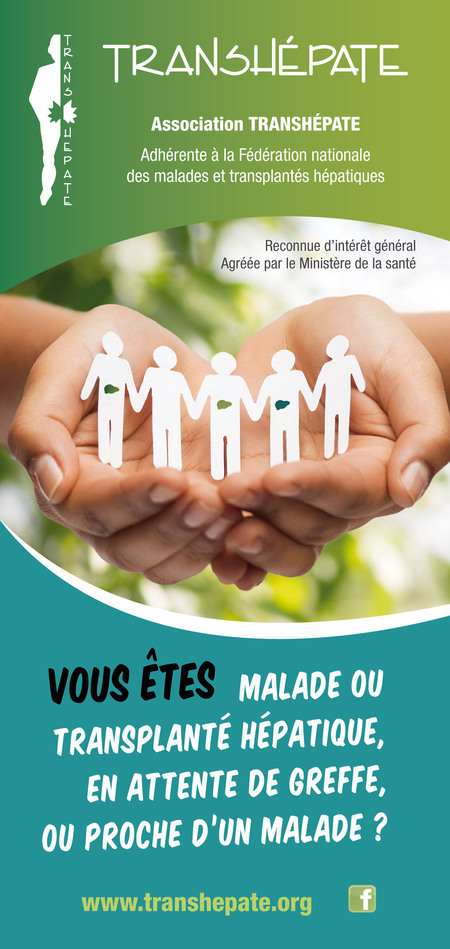 TRANSHEPATE
TRANSHÉPATE
Association TRANSHÉPATE
Adhérente à la Fédération nationale
des malades et transplantés hépatiques
Reconnue d'intérêt général
Agréée par le Ministère de la santé
VOUS ÊTES MALADE OU
TRANSPLANTÉ HÉPATIQUE,
EN ATTENTE DE GREFFE,
OU PROCHE D'UN MALADE ?
www.transhepate.org
f